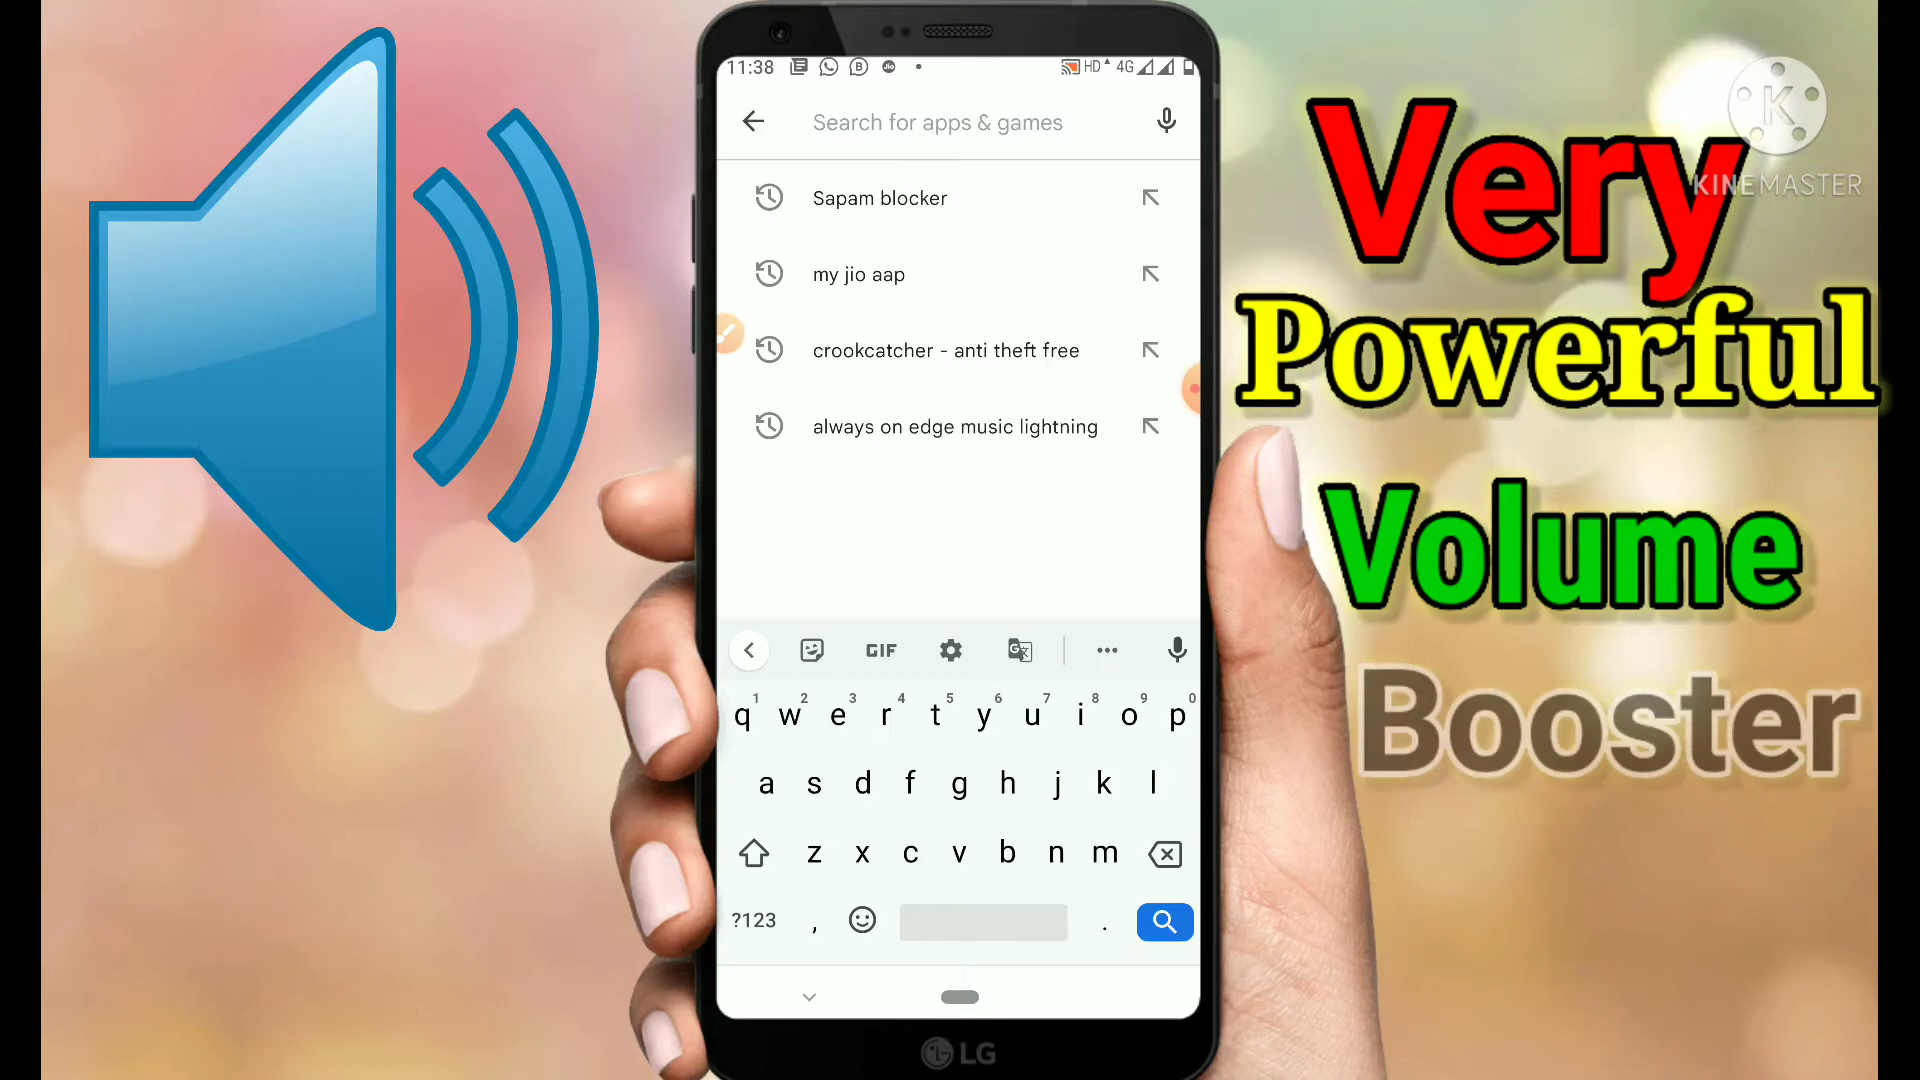 11:38 B Jio HD 4G
Search for apps & games
Sapam blocker
my jio aap
crookcatcher - anti theft free
always on edge music lightning
GIF G
1 2 3 4 5 6 7 8 9 0
q w e r t y u i o p
a s d f g h j k l
z x c v b n m
?123 , .
LG
Very
Powerful
Volume
Booster
K
KINEMASTER